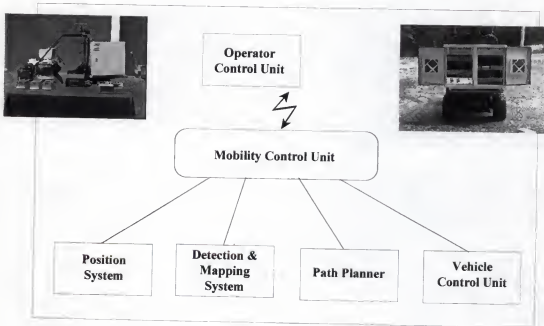 Operator
Control Unit
Mobility Control Unit
Position
System
Detection &
Mapping
System
Path Planner
Vehicle
Control Unit